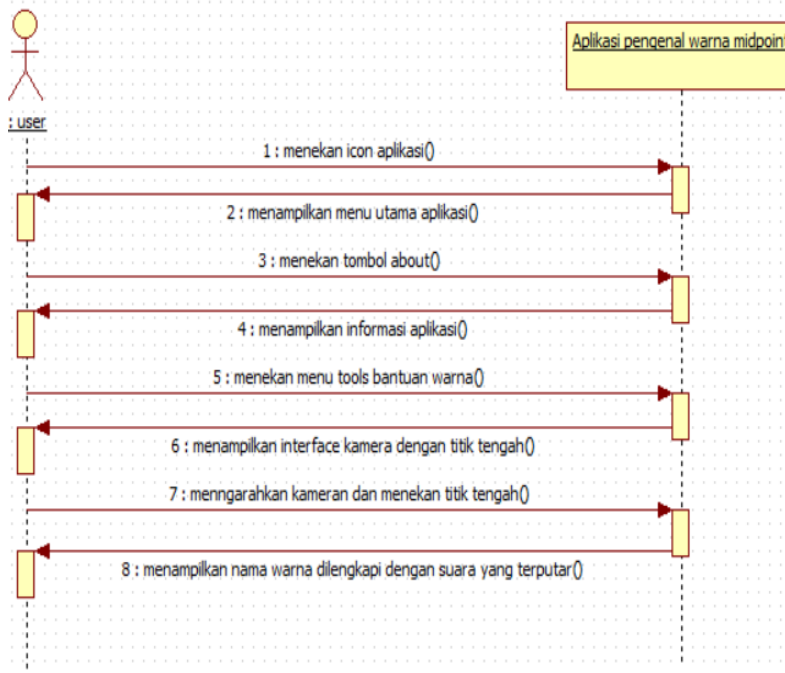 Aplikasi pengenal warna midpoint
: user
1 : menekan icon aplikasi()
2 : menampilkan menu utama aplikasi()
3 : menekan tombol about()
4 : menampilkan informasi aplikasi()
5 : menekan menu tools bantuan warna()
6 : menampilkan interface kamera dengan titik tengah()
7 : menngarahkan kameran dan menekan titik tengah()
8 : menampilkan nama warna dilengkapi dengan suara yang terputar()